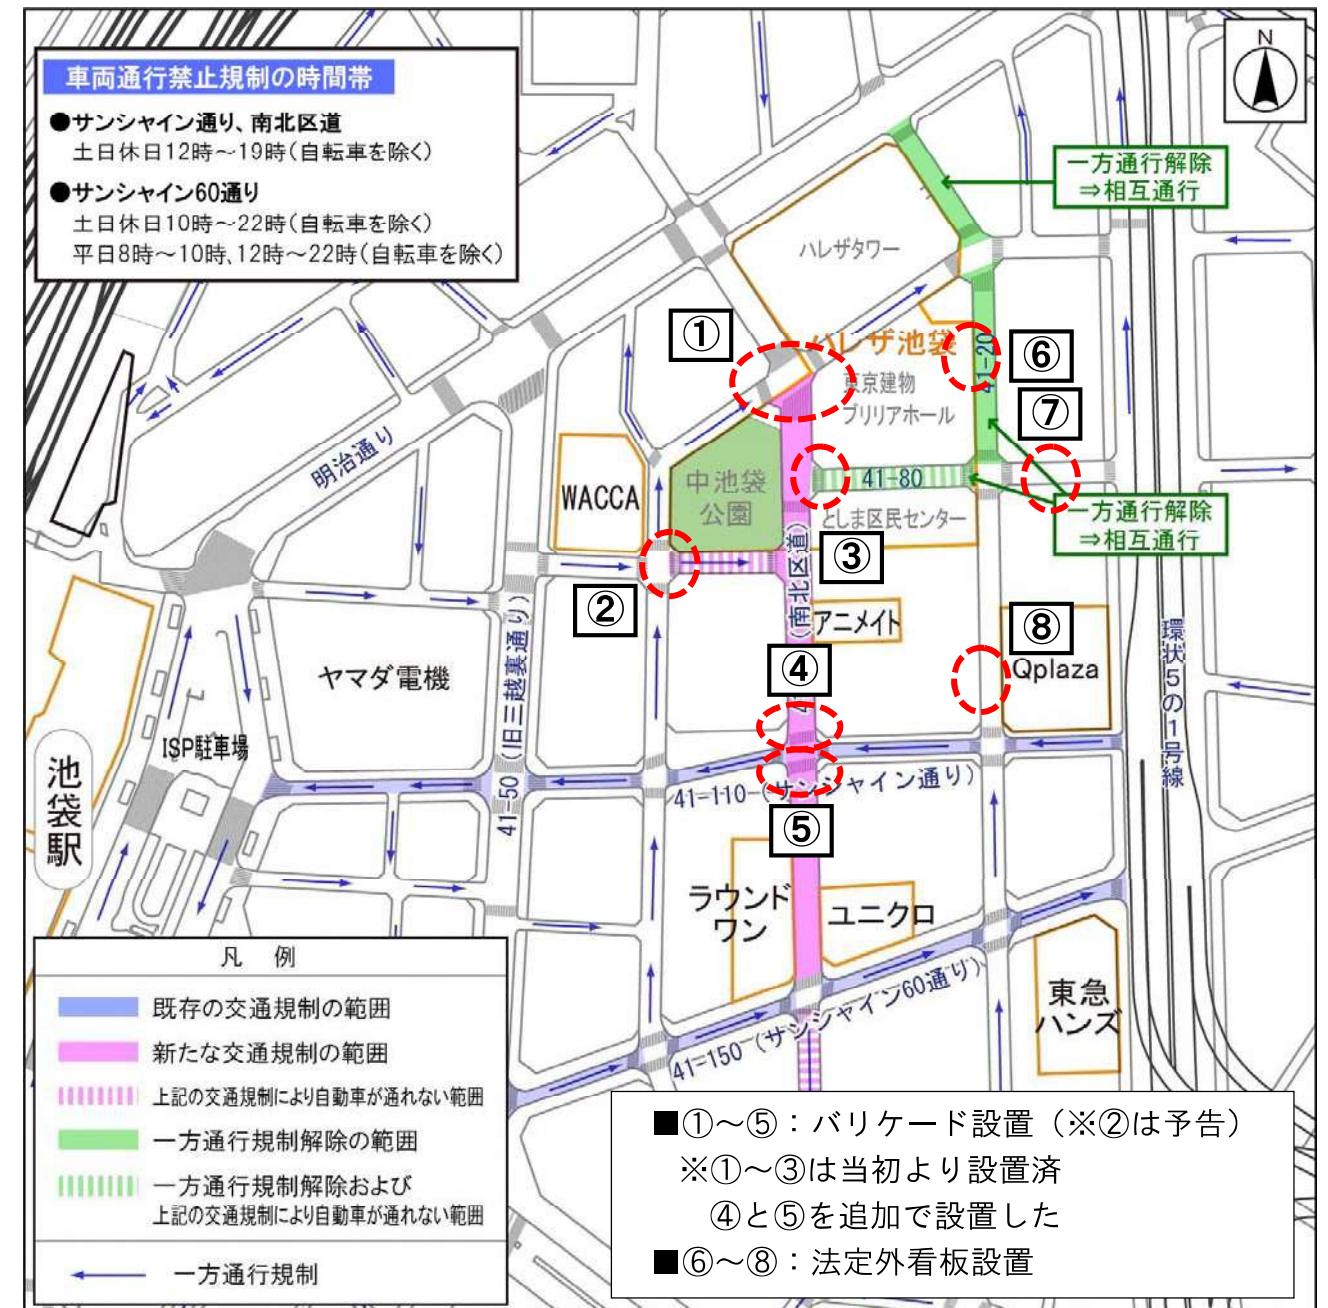 車両通行禁止規制の時間帯
●サンシャイン通り、南北区道
土日休日12時～19時(自転車を除く)
●サンシャイン60通り
土日休日10時～22時(自転車を除く)
平日8時～10時、12時～22時(自転車を除く)
N
一方通行解除
⇒相互通行
ハレザタワー
①
ハレザ池袋
41-20
⑥
東京建物
ブリリアホール
⑦
明治通り
WACCA
中池袋
公園
41-80
一方通行解除
⇒相互通行
としま区民センター
③
②
(南北区道)
アニメイト
⑧
Qplaza
④
ヤマダ電機
41-50 (旧三越裏通り)
環状5の1号線
ISP駐車場
池袋駅
41-110 (サンシャイン通り)
⑤
ラウンド
ワン
ユニクロ
41-150 (サンシャイン60通り)
東急
ハンズ
凡 例
既存の交通規制の範囲
新たな交通規制の範囲
上記の交通規制により自動車が通れない範囲
一方通行規制解除の範囲
一方通行規制解除および
上記の交通規制により自動車が通れない範囲
一方通行規制
■①～⑤：バリケード設置（※②は予告）
※①～③は当初より設置済
④と⑤を追加で設置した
■⑥～⑧：法定外看板設置